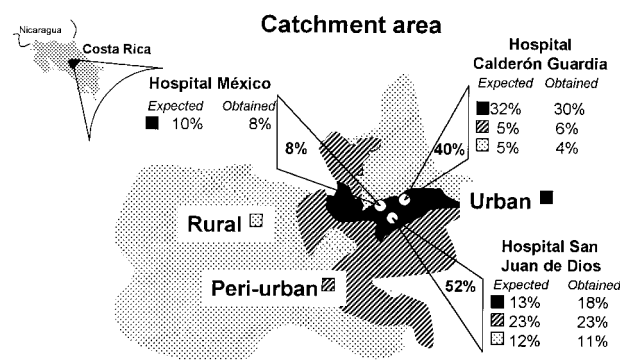 Catchment area
Nicaragua
Costa Rica
Hospital México
Expected Obtained
10% 8%
8%
Hospital
Calderón Guardia
Expected Obtained
32% 30%
5% 6%
5% 4%
40%
Rural
Urban
Peri-urban
Hospital San
Juan de Dios
Expected Obtained
13% 18%
23% 23%
12% 11%
52%